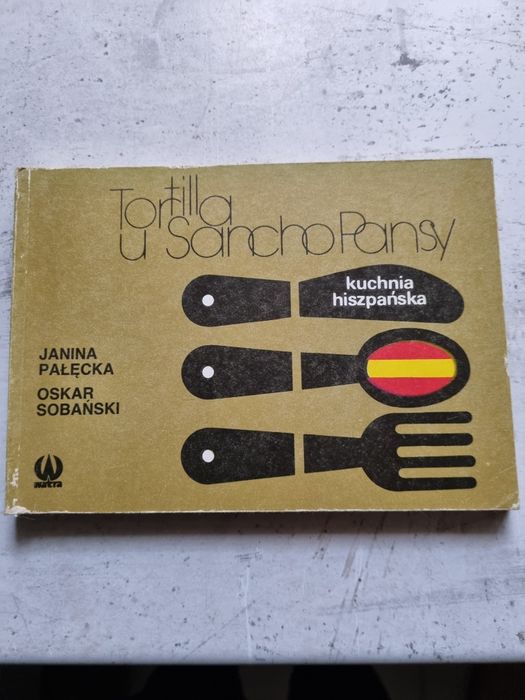 Tortilla
u Sancho Pansy
kuchnia
hiszpańska
JANINA
PAŁĘCKA
OSKAR
SOBAŃSKI
watra